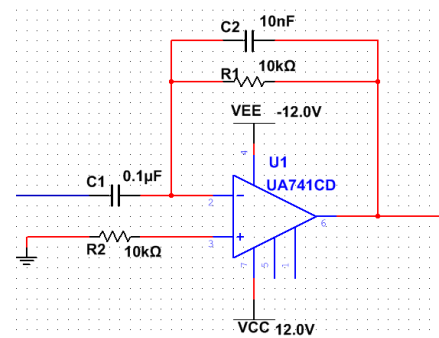 C2 10nF
R1 10kΩ
VEE -12.0V
4
U1
UA741CD
C1 0.1µF
2
6
3
R2 10kΩ
7 5 1
VCC 12.0V